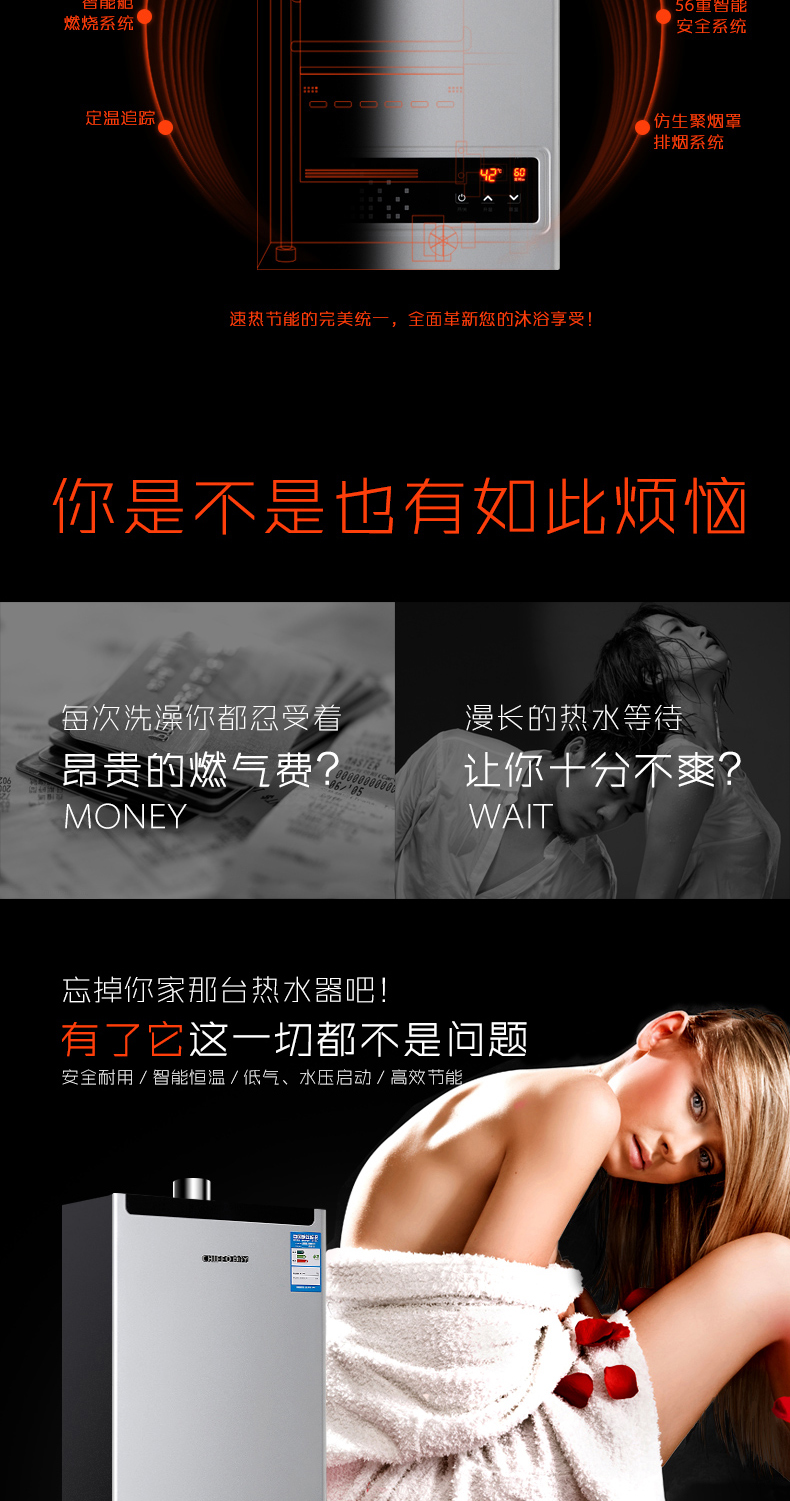 智能舱
燃烧系统
56重智能
安全系统
定温追踪
仿生聚烟罩
排烟系统
42℃
60
速热节能的完美统一，全面革新您的沐浴享受！
你是不是也有如此烦恼
每次洗澡你都忍受着
昂贵的燃气费？
MONEY
漫长的热水等待
让你十分不爽？
WAIT
忘掉你家那台热水器吧！
有了它这一切都不是问题
安全耐用 / 智能恒温 / 低气、水压启动 / 高效节能
CHEFFO